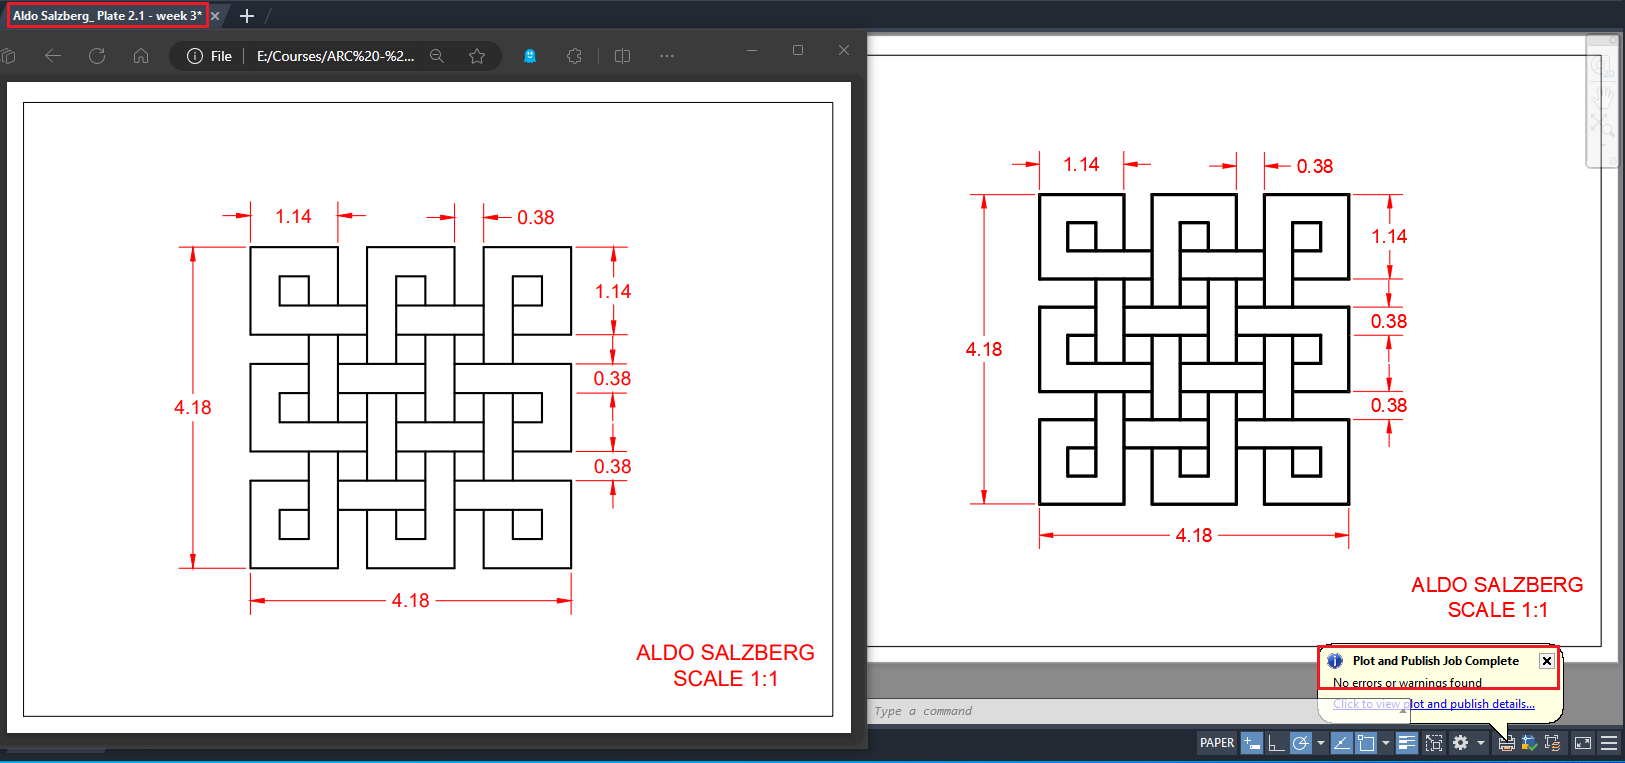 Aldo Salzberg_ Plate 2.1 - week 3*
File
E:/Courses/ARC%20-%2...
1.14
0.38
1.14
4.18
0.38
0.38
4.18
ALDO SALZBERG
SCALE 1:1
1.14
0.38
1.14
4.18
0.38
0.38
4.18
ALDO SALZBERG
SCALE 1:1
Plot and Publish Job Complete
No errors or warnings found
Click to view plot and publish details...
Type a command
PAPER